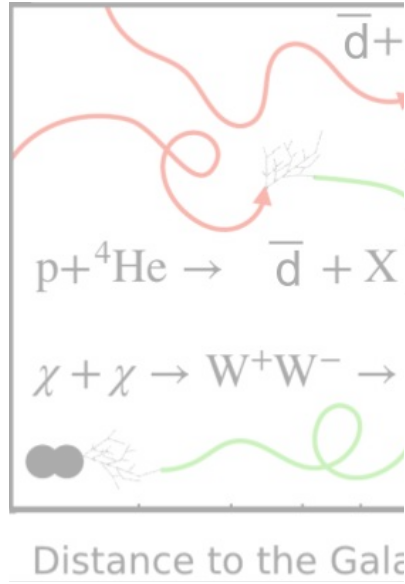 d̅+
p+⁴He → d̅ + X
χ + χ → W⁺W⁻ →
Distance to the Gala